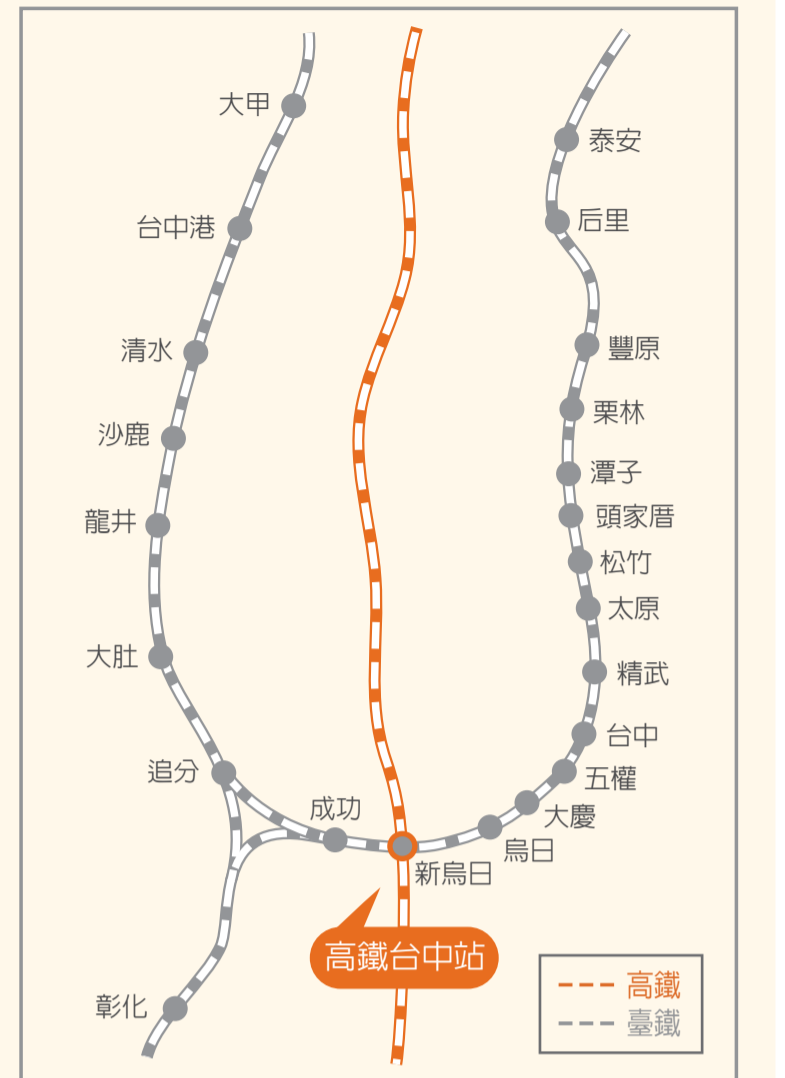 大甲
台中港
清水
沙鹿
龍井
大肚
追分
成功
彰化
泰安
后里
豐原
栗林
潭子
頭家厝
松竹
太原
精武
台中
五權
大慶
烏日
新烏日
高鐵台中站
高鐵
臺鐵